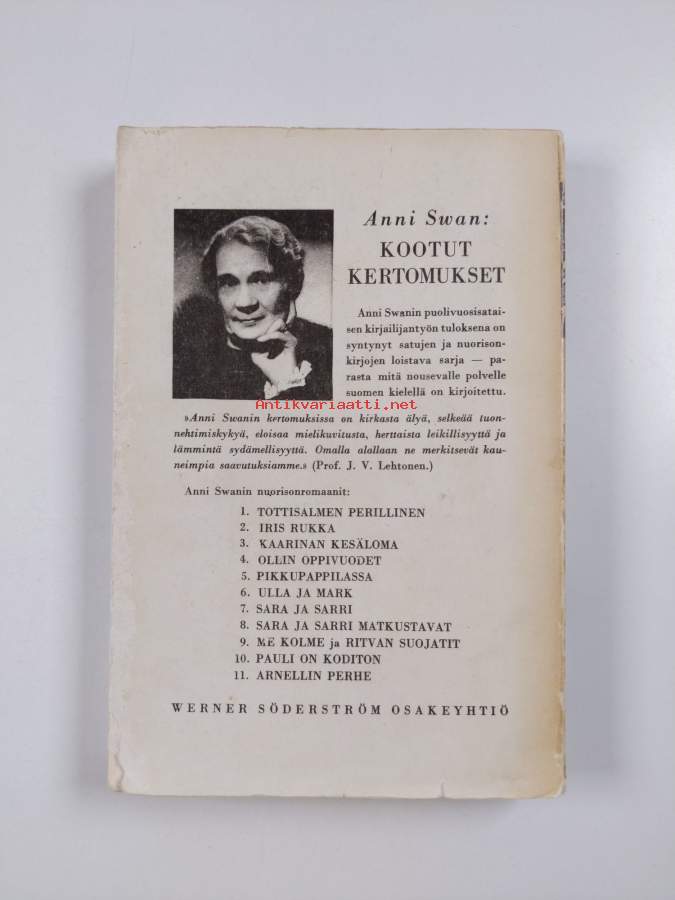 Anni Swan:
KOOTUT
KERTOMUKSET
Anni Swanin puolivuosisatai-
sen kirjailijantyön tuloksena on
syntynyt satujen ja nuorison-
kirjojen loistava sarja — pa-
rasta mitä nousevalle polvelle
suomen kielellä on kirjoitettu.
Antikvariaatti.net
»Anni Swanin kertomuksissa on kirkasta älyä, selkeää luon-
nehtimiskykyä, eloisaa mielikuvitusta, herttaista leikillisyyttä ja
lämmintä sydämellisyyttä. Omalla alallaan ne merkitsevät kau-
neimpia saavutuksiamme.» (Prof. J. V. Lehtonen.)
Anni Swanin nuorisonromaanit:
1. TOTTISALMEN PERILLINEN
2. IRIS RUKKA
3. KAARINAN KESÄLOMA
4. OLLIN OPPIVUODET
5. PIKKUPAPPILASSA
6. ULLA JA MARK
7. SARA JA SARRI
8. SARA JA SARRI MATKUSTAVAT
9. ME KOLME ja RITVAN SUOJATIT
10. PAULI ON KODITON
11. ARNELLIN PERHE
WERNER SÖDERSTRÖM OSAKEYHTIÖ